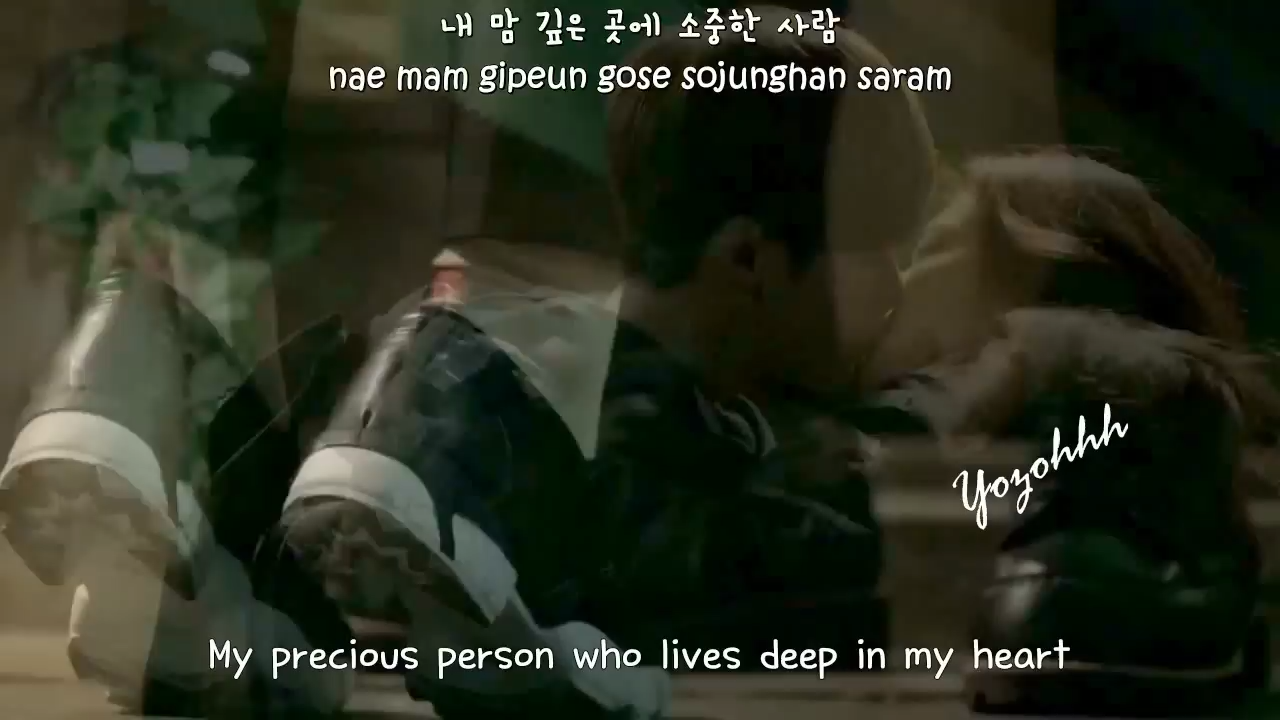 내 맘 깊은 곳에 소중한 사람
nae mam gipeun gose sojunghan saram
Yozohhh
My precious person who lives deep in my heart